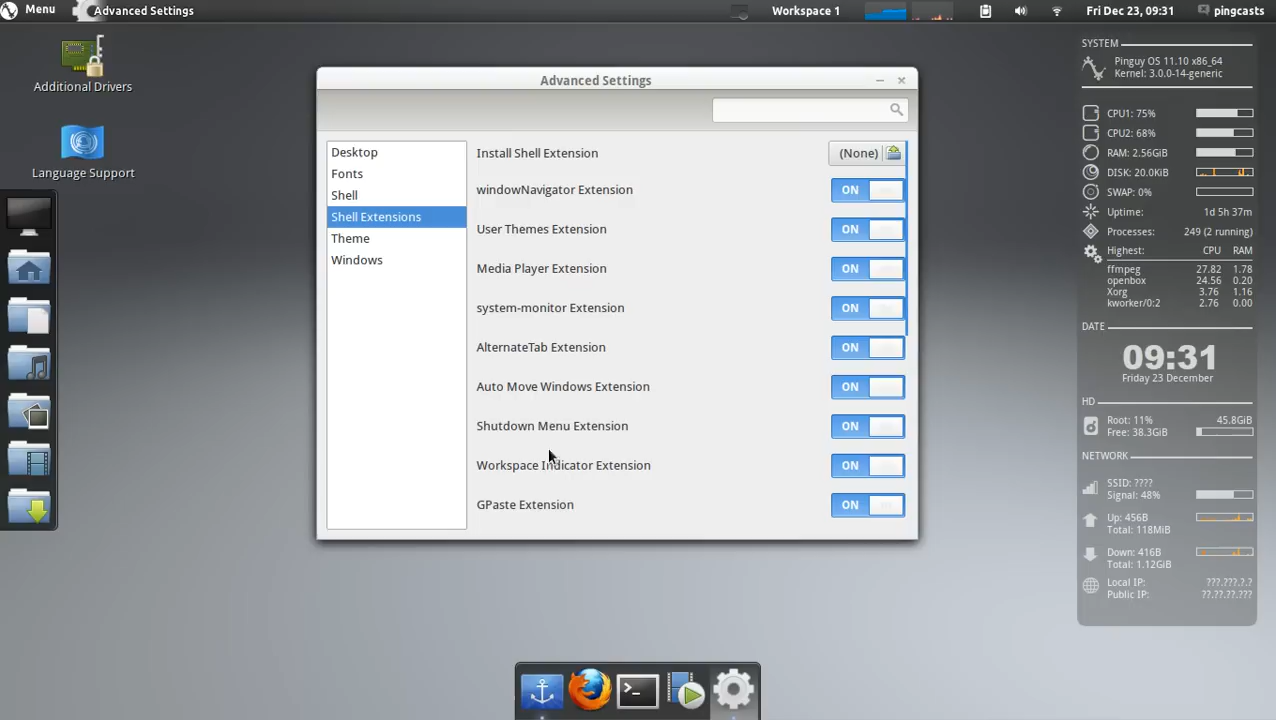 Menu Advanced Settings Workspace 1 Fri Dec 23, 09:31 pingcasts
Additional Drivers
Language Support
Advanced Settings
Desktop
Fonts
Shell
Shell Extensions
Theme
Windows
Install Shell Extension (None)
windowNavigator Extension ON
User Themes Extension ON
Media Player Extension ON
system-monitor Extension ON
AlternateTab Extension ON
Auto Move Windows Extension ON
Shutdown Menu Extension ON
Workspace Indicator Extension ON
GPaste Extension ON
SYSTEM
Pinguy OS 11.10 x86_64
Kernel: 3.0.0-14-generic
CPU1: 75%
CPU2: 68%
RAM: 2.56GiB
DISK: 20.0KiB
SWAP: 0%
Uptime: 1d 5h 37m
Processes: 249 (2 running)
Highest: CPU RAM
ffmpeg 27.82 1.78
openbox 24.56 0.20
Xorg 3.76 1.16
kworker/0:2 2.76 0.00
DATE
09:31
Friday 23 December
HD
Root: 11% 45.8GiB
Free: 38.3GiB
NETWORK
SSID: ????
Signal: 48%
Up: 456B
Total: 118MiB
Down: 416B
Total: 1.12GiB
Local IP: ???.???.?.?
Public IP: ??.??.??.???